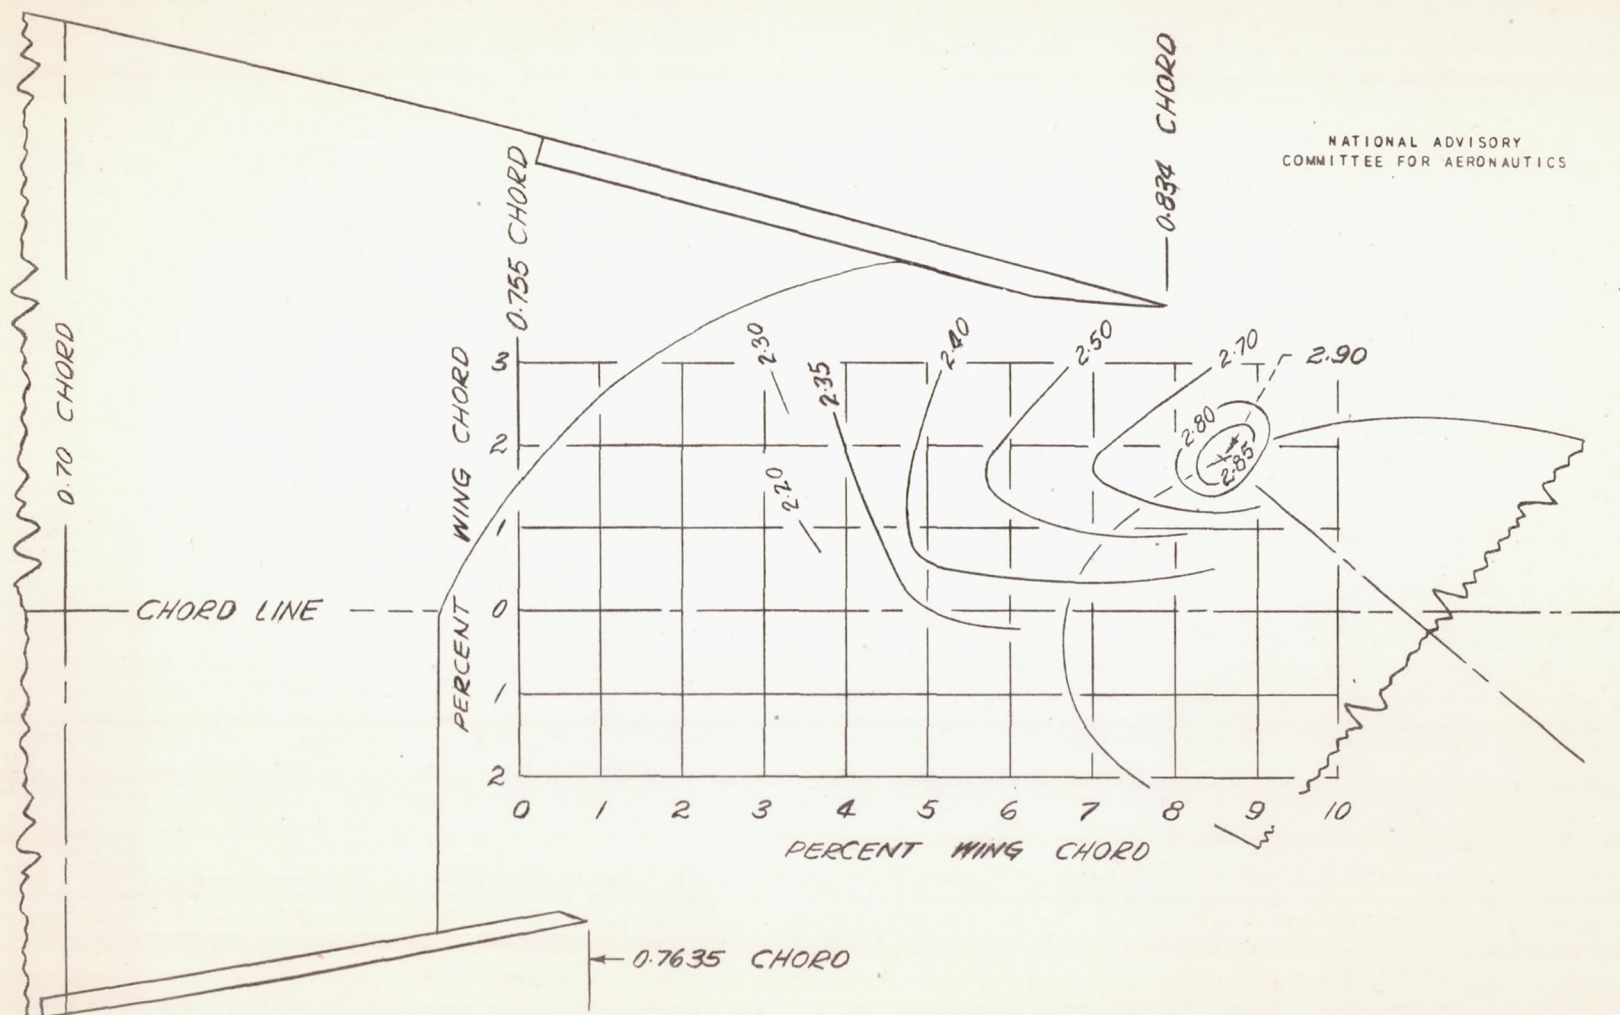 NATIONAL ADVISORY
COMMITTEE FOR AERONAUTICS
0.834 CHORD
0.755 CHORD
0.70 CHORD
PERCENT WING CHORD
3
2
1
0
1
2
2.30
2.35
2.20
2.40
2.50
2.70
2.90
2.80
2.85
CHORD LINE
0 1 2 3 4 5 6 7 8 9 10
PERCENT WING CHORD
0.7635 CHORD